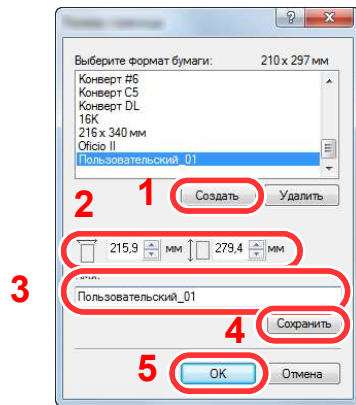 Выберите формат бумаги: 210 x 297 мм
Конверт #6
Конверт C5
Конверт DL
16K
216 x 340 мм
Oficio II
Пользовательский_01
1 Создать Удалить
2
215,9 мм 279,4 мм
3
Пользовательский_01
4 Сохранить
5 OK Отмена